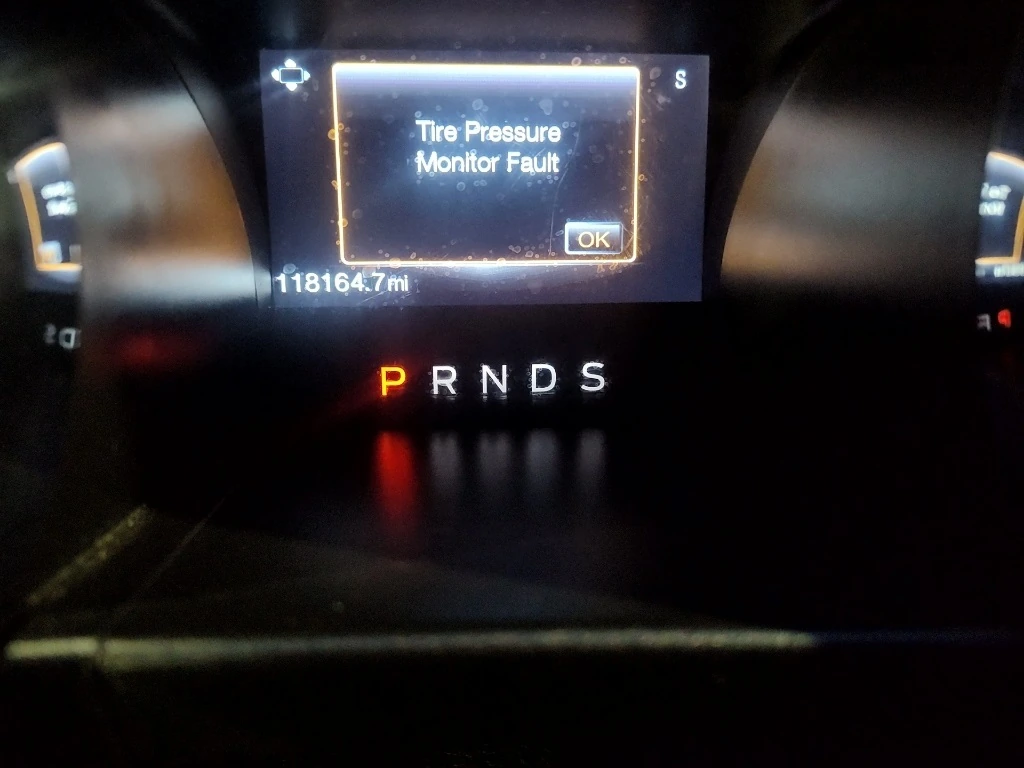 S
Tire Pressure
Monitor Fault
OK
118164.7mi
P R N D S